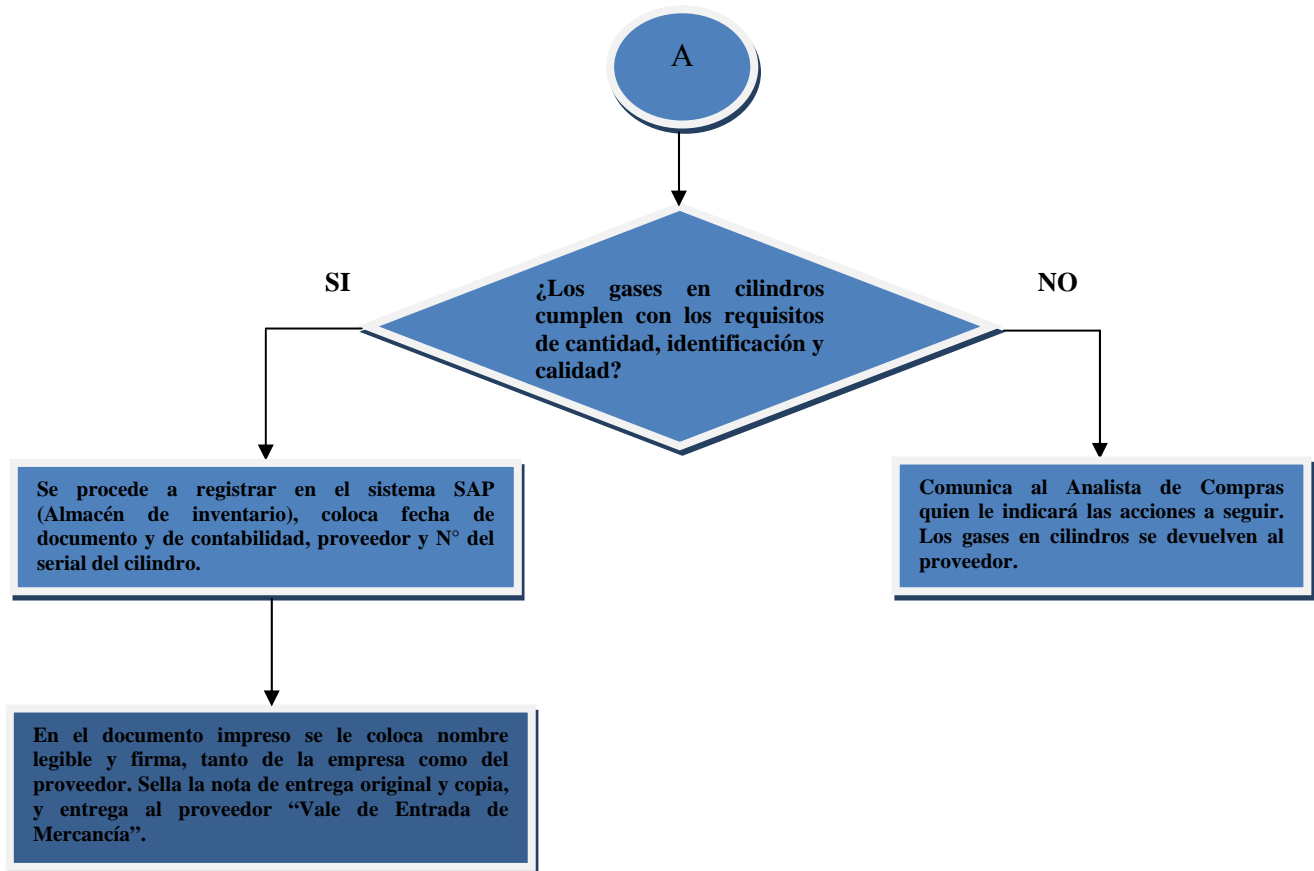 A
SI
NO
¿Los gases en cilindros
cumplen con los requisitos
de cantidad, identificación y
calidad?
Se procede a registrar en el sistema SAP
(Almacén de inventario), coloca fecha de
documento y de contabilidad, proveedor y N° del
serial del cilindro.
Comunica al Analista de Compras
quien le indicará las acciones a seguir.
Los gases en cilindros se devuelven al
proveedor.
En el documento impreso se le coloca nombre
legible y firma, tanto de la empresa como del
proveedor. Sella la nota de entrega original y copia,
y entrega al proveedor “Vale de Entrada de
Mercancía”.